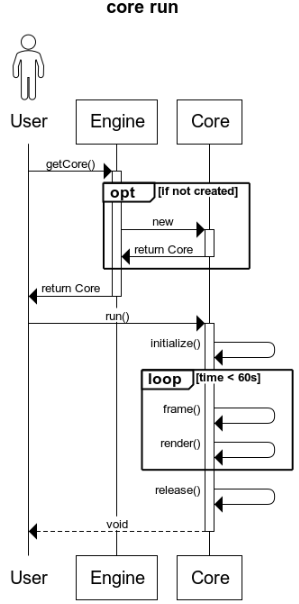 core run
User
Engine
Core
getCore()
opt
[if not created]
new
return Core
return Core
run()
initialize()
loop
[time < 60s]
frame()
render()
release()
void
User
Engine
Core